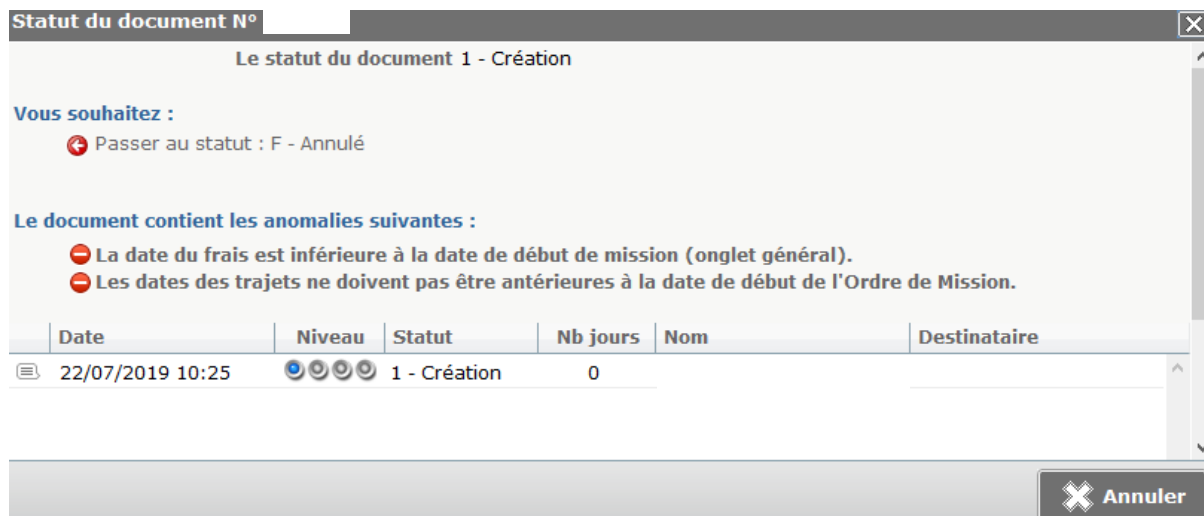 Statut du document N°
Le statut du document 1 - Création
Vous souhaitez :
Passer au statut : F - Annulé
Le document contient les anomalies suivantes :
La date du frais est inférieure à la date de début de mission (onglet général).
Les dates des trajets ne doivent pas être antérieures à la date de début de l'Ordre de Mission.
Date Niveau Statut Nb jours Nom Destinataire
22/07/2019 10:25 1 - Création 0
Annuler